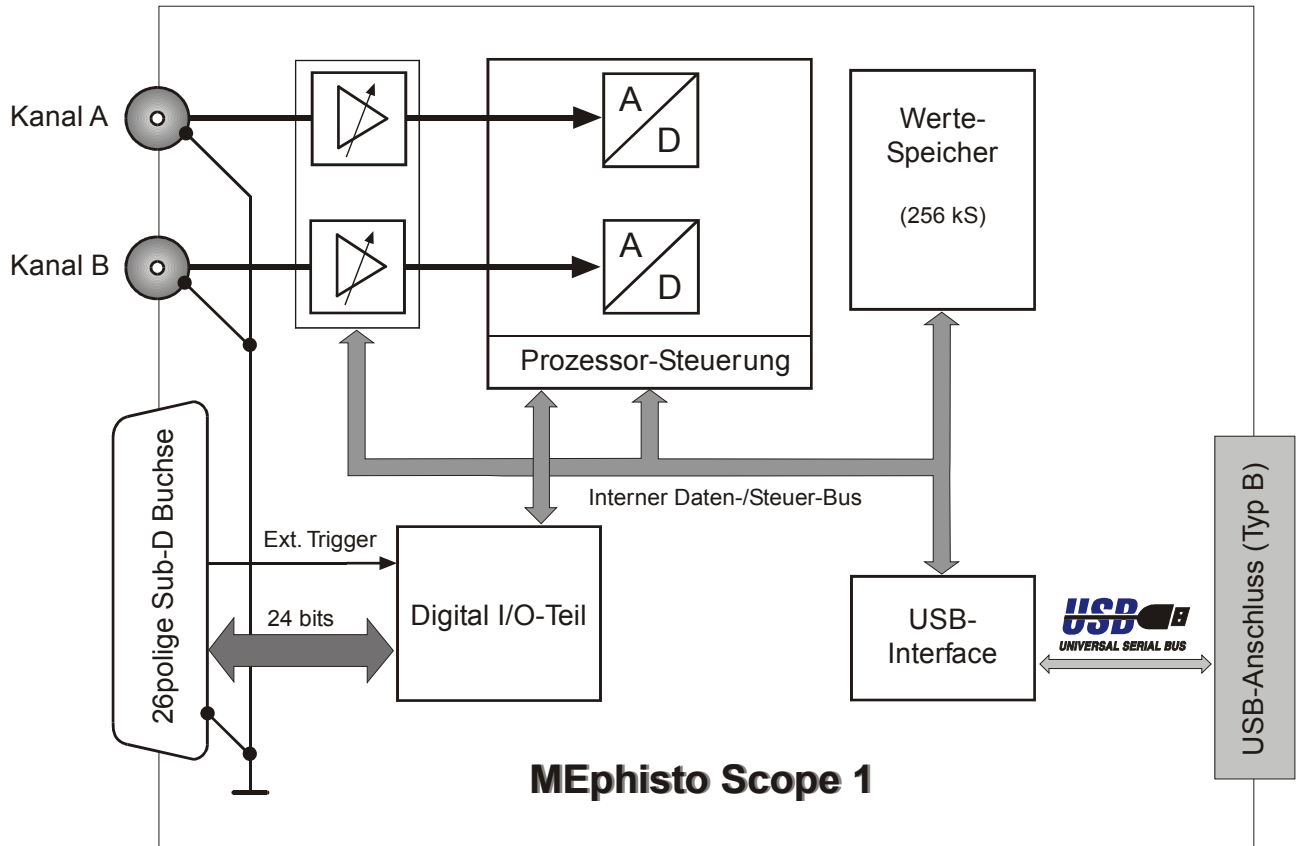 Kanal A
A
D
Werte-
Speicher
(256 kS)
Kanal B
A
D
Prozessor-Steuerung
Interner Daten-/Steuer-Bus
26polige Sub-D Buchse
Ext. Trigger
24 bits
Digital I/O-Teil
USB-
Interface
USB
UNIVERSAL SERIAL BUS
USB-Anschluss (Typ B)
MEphisto Scope 1